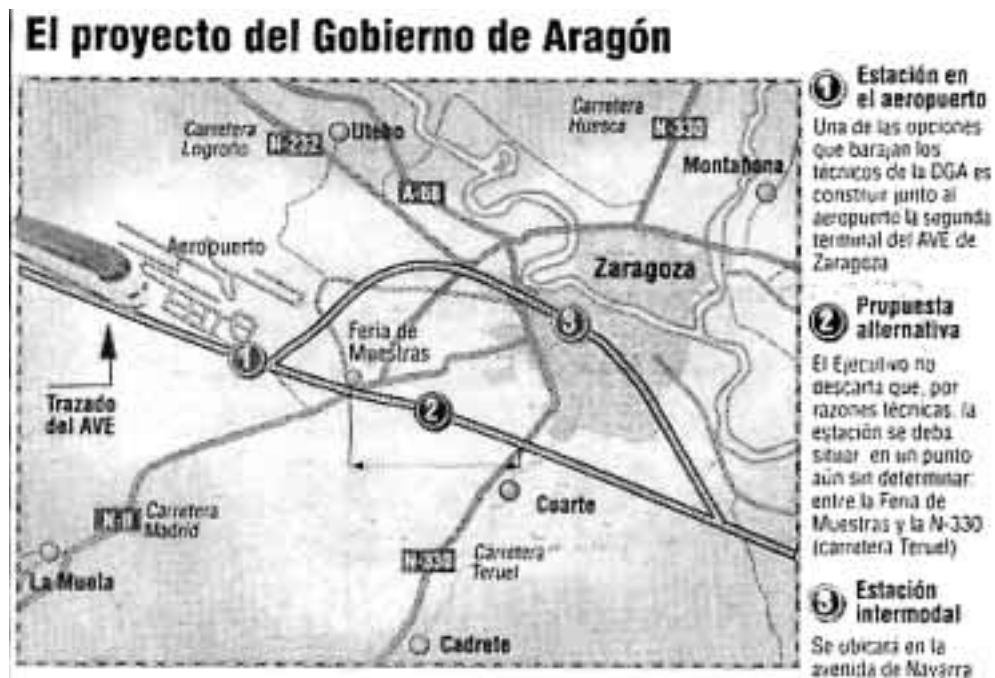 El proyecto del Gobierno de Aragón
Carretera
Logroño
N-232
Utebo
A-68
Carretera
Huesca
N-330
Montañana
Aeropuerto
Zaragoza
1
Feria de
Muestras
3
2
Trazado
del AVE
N-II
Carretera
Madrid
Cuarte
La Muela
N-330
Carretera
Teruel
Cadrete
1 Estación en
el aeropuerto
Una de las opciones
que barajan los
técnicos de la DGA es
construir junto al
aeropuerto la segunda
terminal del AVE de
Zaragoza
2 Prupuesta
alternativa
El Ejecutivo no
descarta que, por
razones técnicas, la
estación se deba
situar en un punto
aún sin determinar:
entre la Feria de
Muestras y la N-330
(carretera Teruel)
3 Estación
intermodal
Se ubicará en la
avenida de Navarra